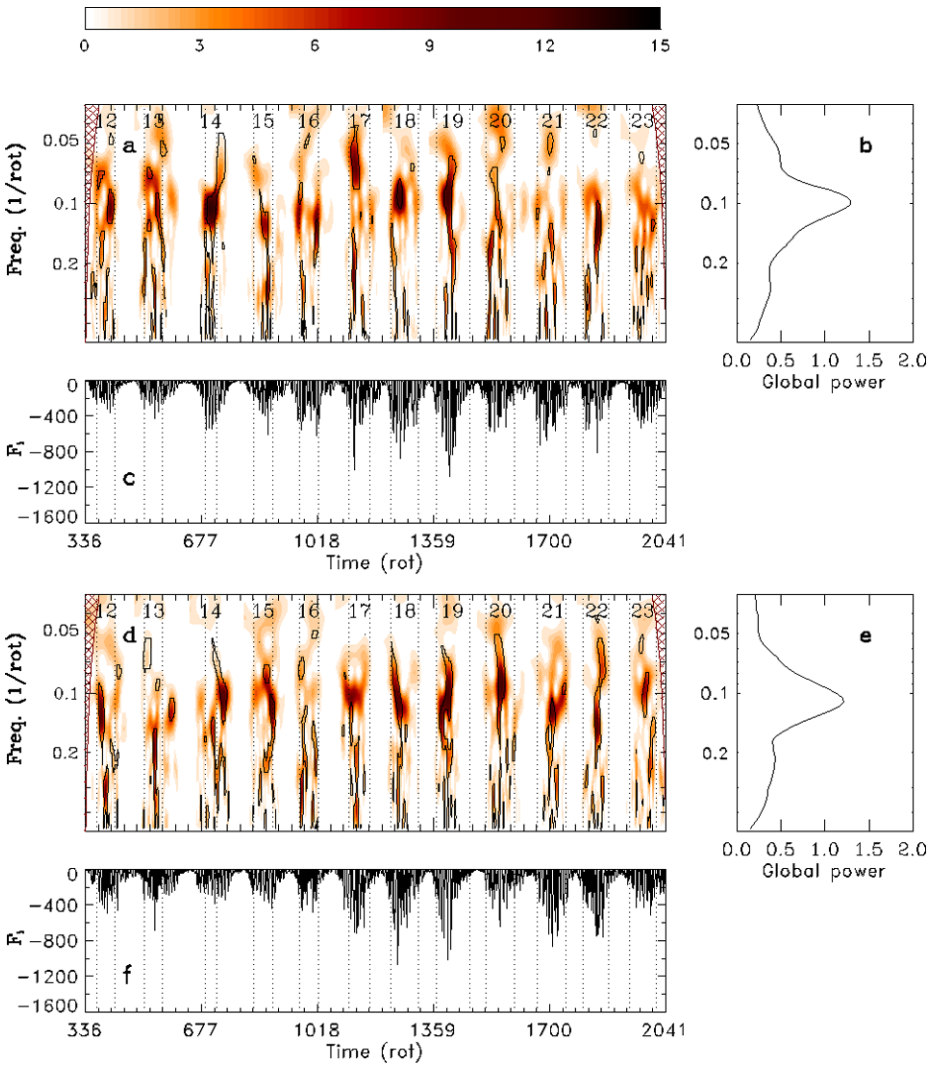 0 3 6 9 12 15
12 13 14 15 16 17 18 19 20 21 22 23
a
b
0.05
0.1
0.2
Freq. (1/rot)
0.05
0.1
0.2
0.0 0.5 1.0 1.5 2.0
Global power
0
-400
-800
-1200
-1600
F,
c
336 677 1018 1359 1700 2041
Time (rot)
12 13 14 15 16 17 18 19 20 21 22 23
d
e
0.05
0.1
0.2
Freq. (1/rot)
0.05
0.1
0.2
0.0 0.5 1.0 1.5 2.0
Global power
0
-400
-800
-1200
-1600
F,
f
336 677 1018 1359 1700 2041
Time (rot)